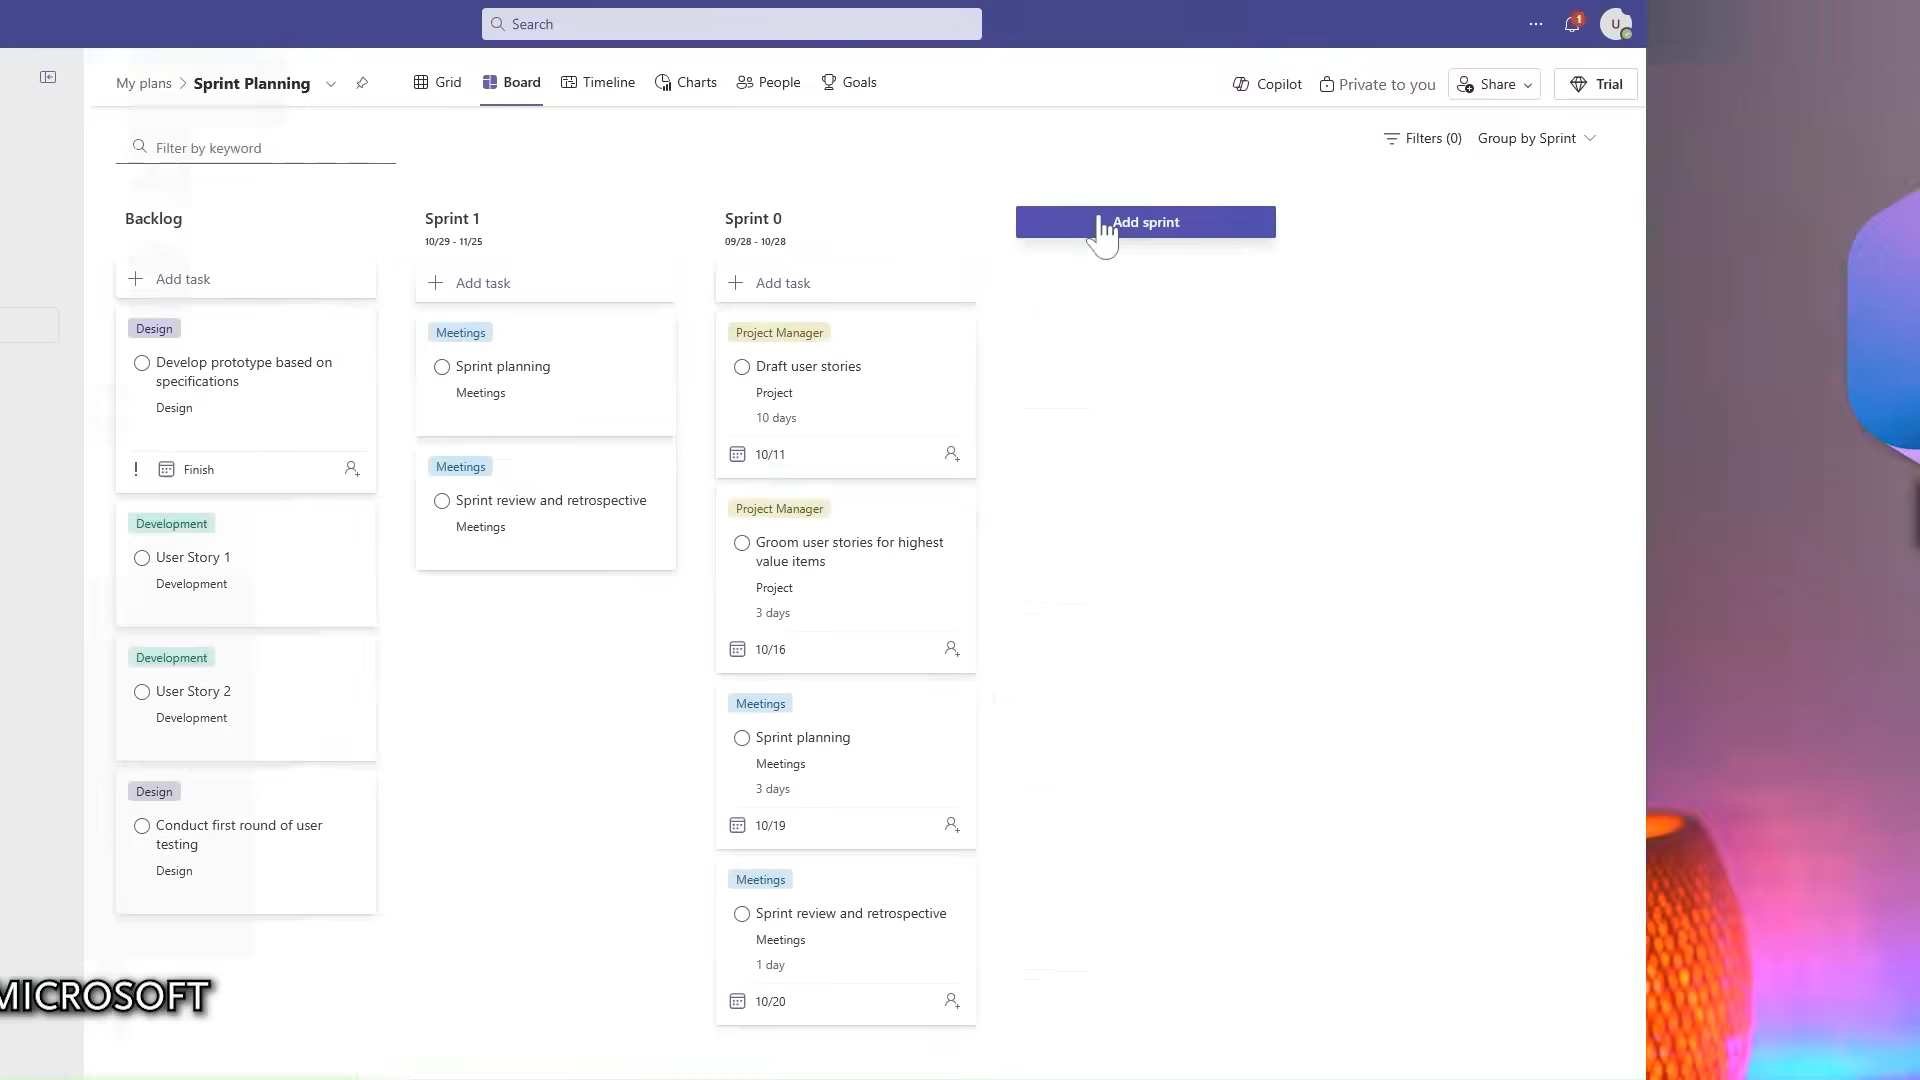 Search
1
U
My plans > Sprint Planning
Grid
Board
Timeline
Charts
People
Goals
Copilot
Private to you
Share
Trial
Filter by keyword
Filters (0)
Group by Sprint
Backlog
Add task
Design
Develop prototype based on
specifications
Design
! Finish
Development
User Story 1
Development
Development
User Story 2
Development
Design
Conduct first round of user
testing
Design
Sprint 1
10/29 - 11/25
Add task
Meetings
Sprint planning
Meetings
Meetings
Sprint review and retrospective
Meetings
Sprint 0
09/28 - 10/28
Add task
Project Manager
Draft user stories
Project
10 days
10/11
Project Manager
Groom user stories for highest
value items
Project
3 days
10/16
Meetings
Sprint planning
Meetings
3 days
10/19
Meetings
Sprint review and retrospective
Meetings
1 day
10/20
Add sprint
MICROSOFT